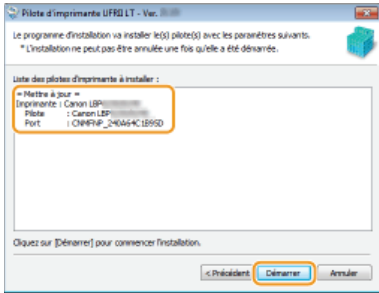 Pilote d'imprimante UFRII LT - Ver.
Le programme d'installation va installer le(s) pilote(s) avec les paramètres suivants.
* L'installation ne peut pas être annulée une fois qu'elle a été démarrée.
Liste des pilotes d'imprimante à installer :
= Mettre à jour =
Imprimante : Canon LBP
Pilote : Canon LBP
Port : CNMFNP_240A64C1B95D
Cliquez sur [Démarrer] pour commencer l'installation.
< Précédent Démarrer Annuler